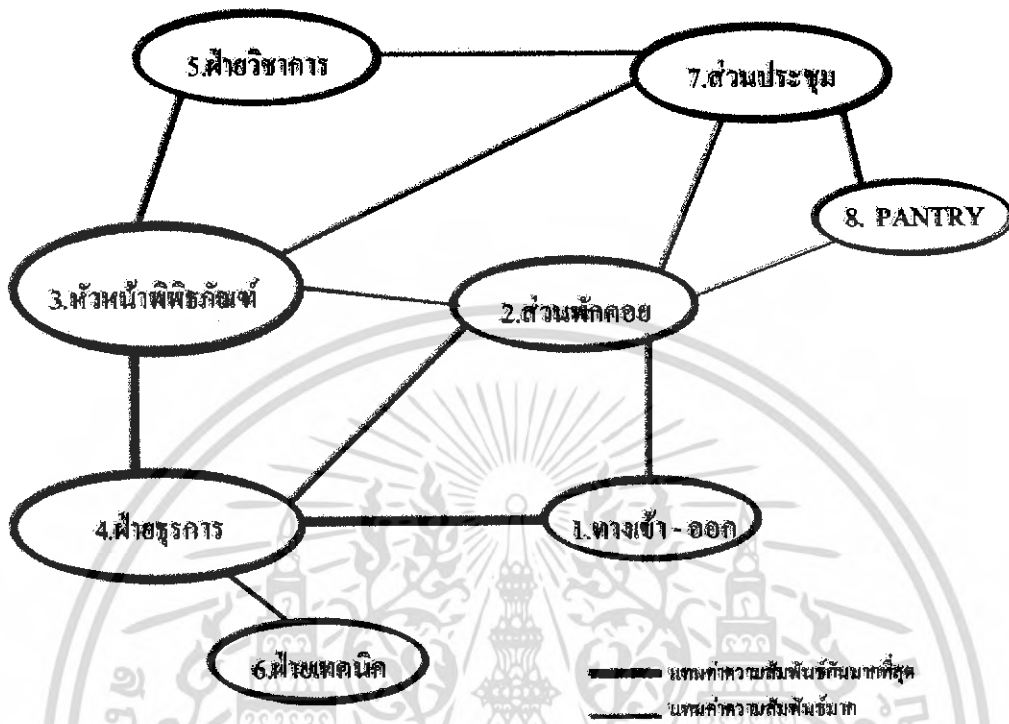 5.ฝ่ายวิชาการ
7.ส่วนประชุม
8. PANTRY
3.หัวหน้าพิพิธภัณฑ์
2.ส่วนพักคอย
4.ฝ่ายธุรการ
1.ทางเข้า - ออก
6.ฝ่ายเทคนิค
แทนค่าความสัมพันธ์กันมากที่สุด
แทนค่าความสัมพันธ์มาก